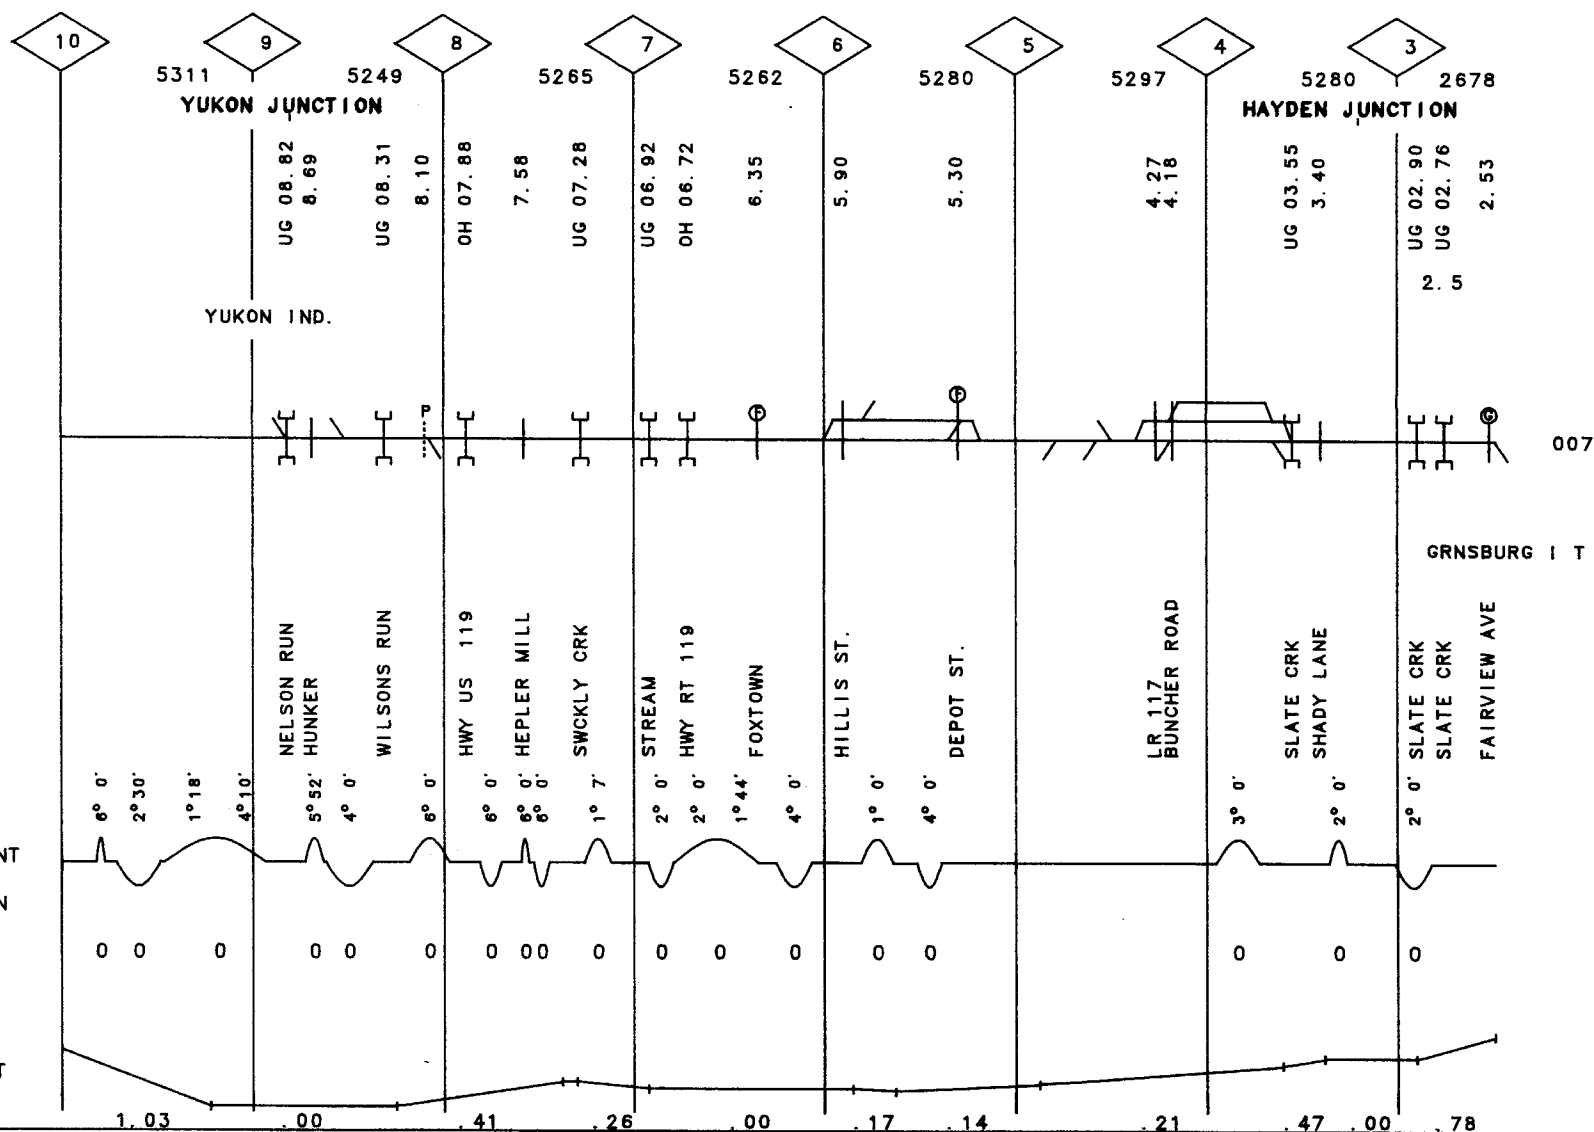 10 9 8 7 6 5 4 3
5311 5249 5265 5262 5280 5297 5280 2678
YUKON JUNCTION HAYDEN JUNCTION
UG 08.82
8.69
UG 08.31
8.10
OH 07.88
7.58
UG 07.28
UG 06.92
OH 06.72
6.35
5.90
5.30
4.27
4.18
UG 03.55
3.40
UG 02.90
UG 02.76
2.53
2.5
YUKON IND.
P
F
F
G
007
GRNSBURG I T
NELSON RUN
HUNKER
WILSONS RUN
HWY US 119
HEPLER MILL
SWCKLY CRK
STREAM
HWY RT 119
FOXTOWN
HILLIS ST.
DEPOT ST.
LR 117
BUNCHER ROAD
SLATE CRK
SHADY LANE
SLATE CRK
SLATE CRK
FAIRVIEW AVE
6° 0'
2°30'
1°18'
4°10'
5°52'
4° 0'
6° 0'
6° 0'
6° 0'
6° 0'
1° 7'
2° 0'
2° 0'
1°44'
4° 0'
1° 0'
4° 0'
3° 0'
2° 0'
2° 0'
NT
N
0 0 0 0 0 0 0 00 0 0 0 0 0 0 0 0 0
T
1.03 .00 .41 .26 .00 .17 .14 .21 .47 .00 .78